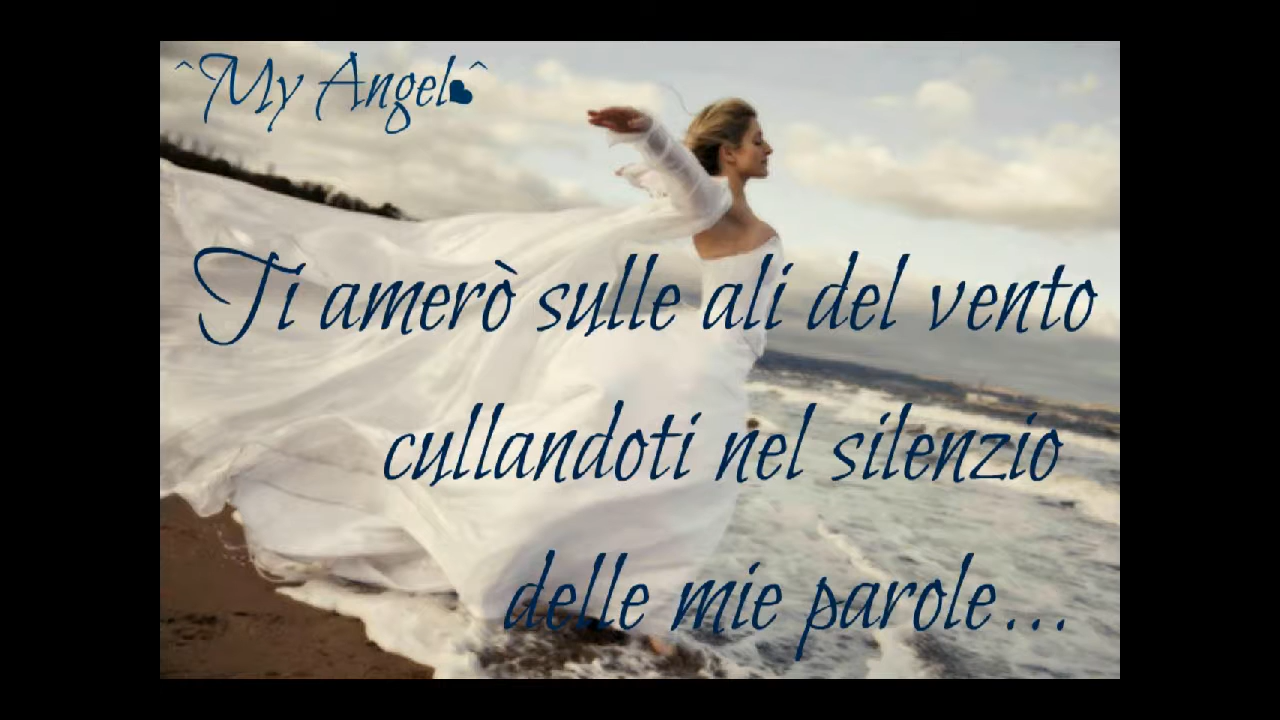 ^My Angel♥^
Ti amerò sulle ali del vento
cullandoti nel silenzio
delle mie parole...